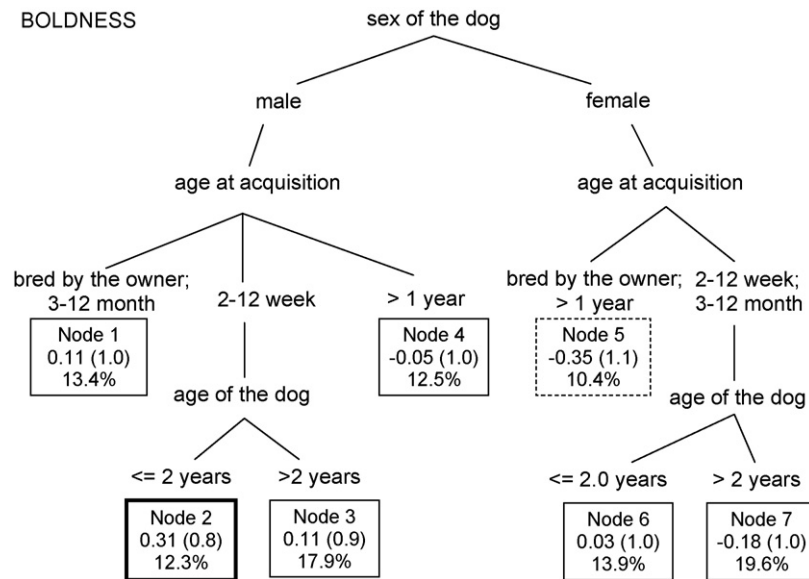 BOLDNESS
sex of the dog
male
female
age at acquisition
age at acquisition
bred by the owner;
3-12 month
2-12 week
> 1 year
bred by the owner;
> 1 year
2-12 week;
3-12 month
Node 1
0.11 (1.0)
13.4%
Node 4
-0.05 (1.0)
12.5%
Node 5
-0.35 (1.1)
10.4%
age of the dog
age of the dog
<= 2 years
>2 years
<= 2.0 years
> 2 years
Node 2
0.31 (0.8)
12.3%
Node 3
0.11 (0.9)
17.9%
Node 6
0.03 (1.0)
13.9%
Node 7
-0.18 (1.0)
19.6%